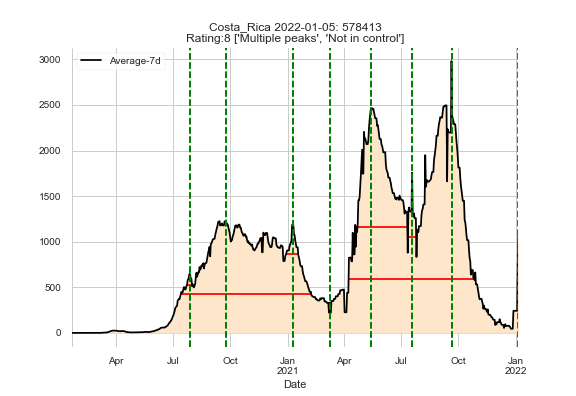 Costa_Rica 2022-01-05: 578413
Rating:8 ['Multiple peaks', 'Not in control']
Average-7d
3000
2500
2000
1500
1000
500
0
Apr
Jul
Oct
Jan
2021
Apr
Jul
Oct
Jan
2022
Date